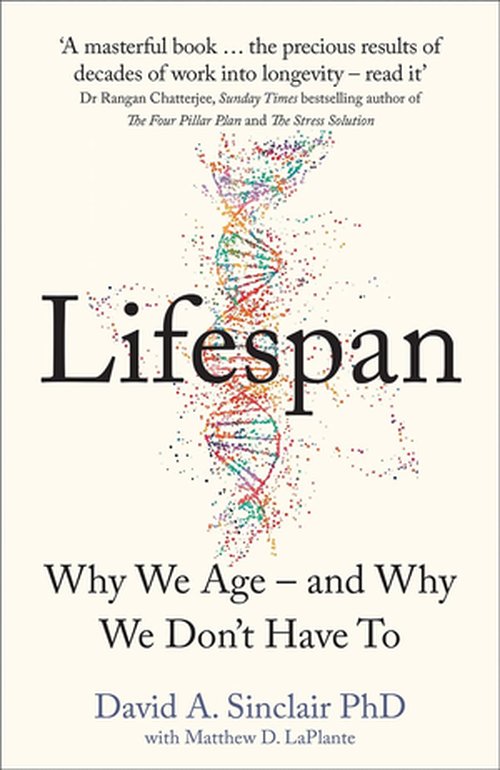 ‘A masterful book … the precious results of
decades of work into longevity – read it’
Dr Rangan Chatterjee, Sunday Times bestselling author of
The Four Pillar Plan and The Stress Solution
Lifespan
Why We Age – and Why
We Don’t Have To
David A. Sinclair PhD
with Matthew D. LaPlante